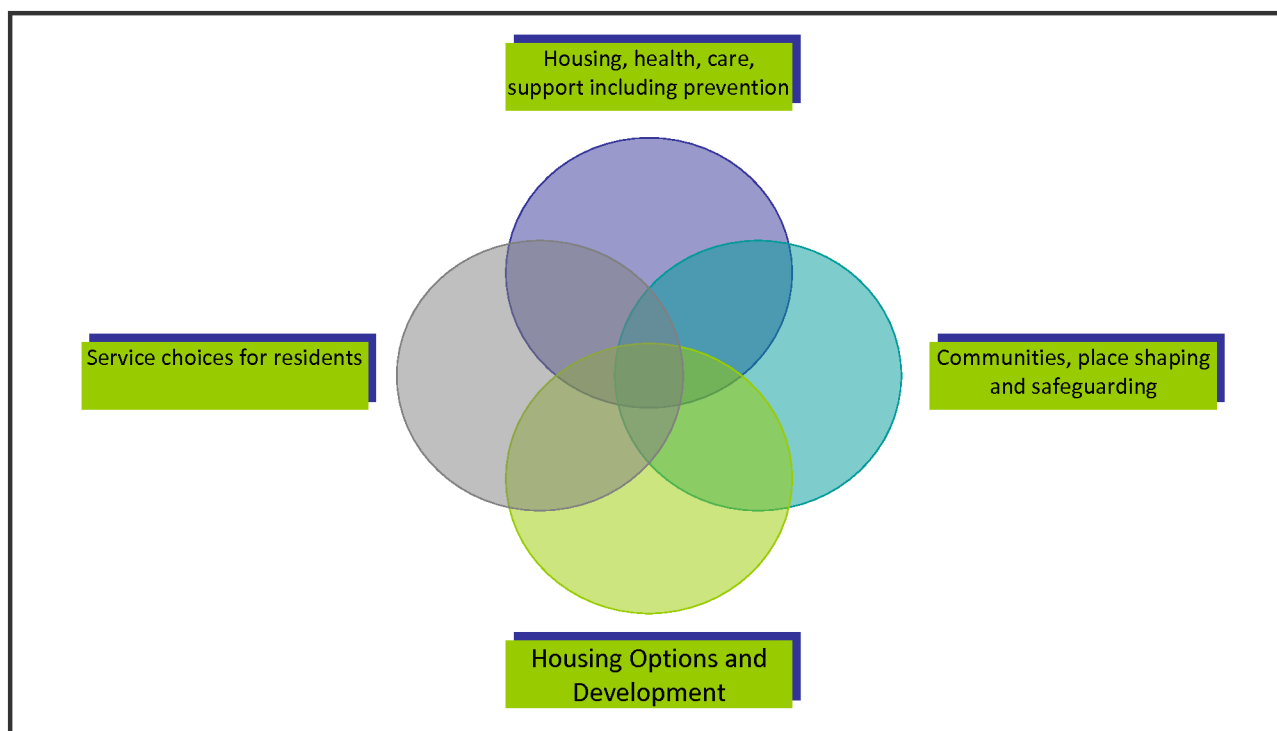 Housing, health, care,
support including prevention
Service choices for residents
Communities, place shaping
and safeguarding
Housing Options and
Development